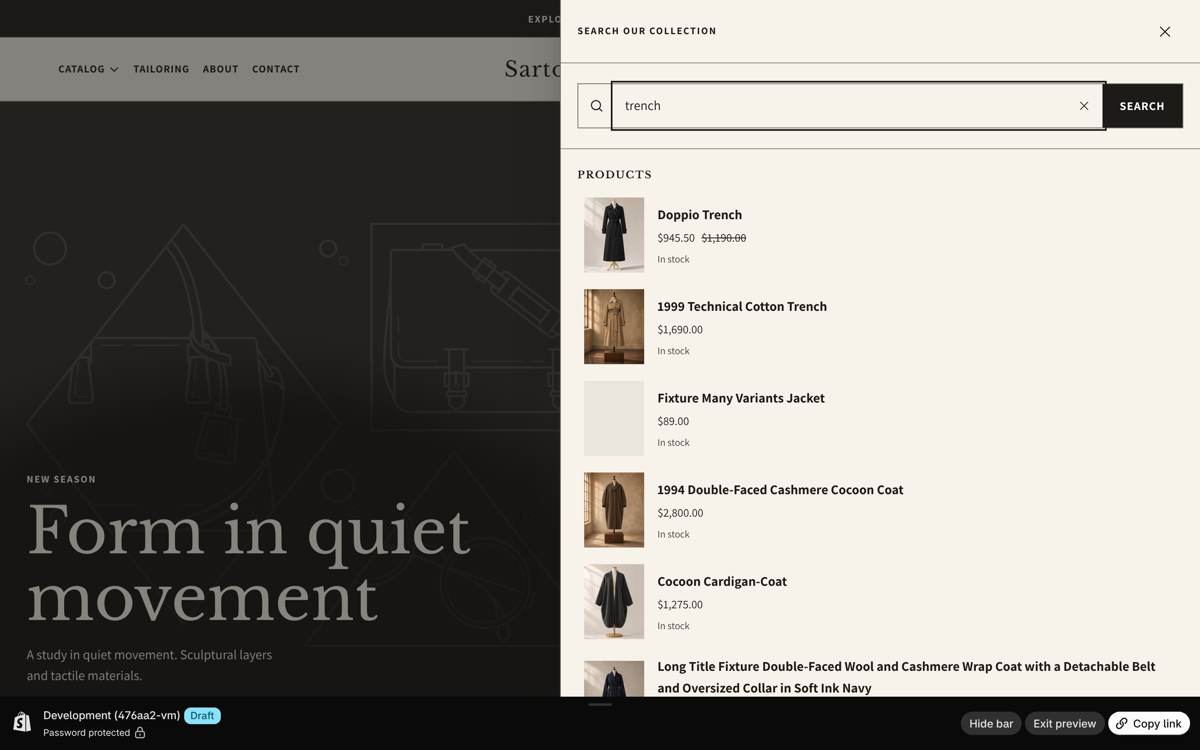 EXPLO
SEARCH OUR COLLECTION
CATALOG
TAILORING
ABOUT
CONTACT
Sarto
trench
SEARCH
PRODUCTS
Doppio Trench
$945.50 $1,190.00
In stock
1999 Technical Cotton Trench
$1,690.00
In stock
Fixture Many Variants Jacket
$89.00
In stock
1994 Double-Faced Cashmere Cocoon Coat
$2,800.00
In stock
Cocoon Cardigan-Coat
$1,275.00
In stock
Long Title Fixture Double-Faced Wool and Cashmere Wrap Coat with a Detachable Belt
and Oversized Collar in Soft Ink Navy
NEW SEASON
Form in quiet
movement
A study in quiet movement. Sculptural layers
and tactile materials.
Development (476aa2-vm) Draft
Password protected
Hide bar
Exit preview
Copy link